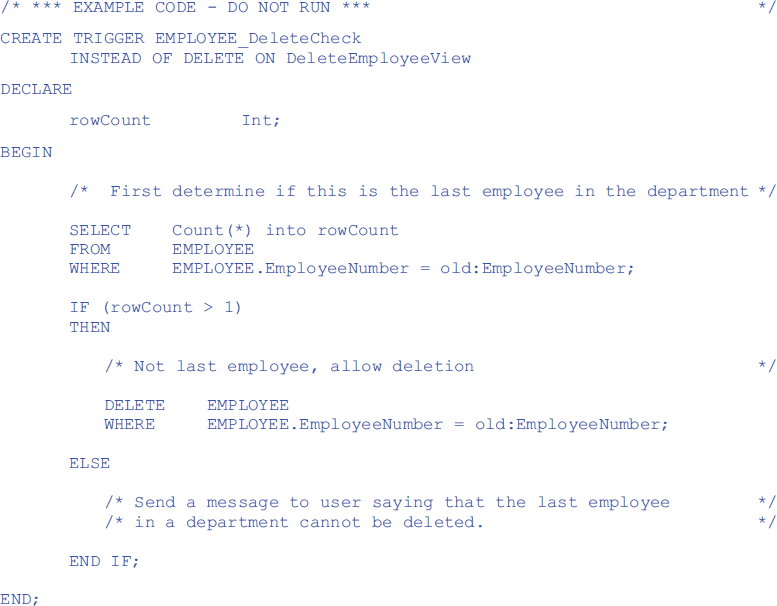 /* *** EXAMPLE CODE – DO NOT RUN *** */
CREATE TRIGGER EMPLOYEE_DeleteCheck
INSTEAD OF DELETE ON DeleteEmployeeView
DECLARE
rowCount Int;
BEGIN
/* First determine if this is the last employee in the department */
SELECT Count(*) into rowCount
FROM EMPLOYEE
WHERE EMPLOYEE.EmployeeNumber = old:EmployeeNumber;
IF (rowCount > 1)
THEN
/* Not last employee, allow deletion */
DELETE EMPLOYEE
WHERE EMPLOYEE.EmployeeNumber = old:EmployeeNumber;
ELSE
/* Send a message to user saying that the last employee */
/* in a department cannot be deleted. */
END IF;
END;